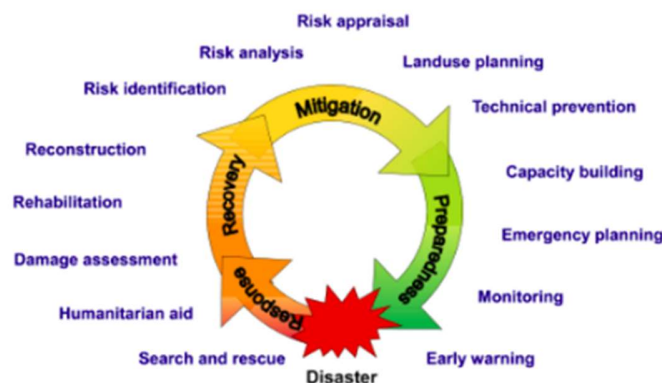 Risk appraisal
Risk analysis
Landuse planning
Risk identification
Mitigation
Technical prevention
Reconstruction
Capacity building
Recovery
Rehabilitation
Preparedness
Emergency planning
Damage assessment
Response
Monitoring
Humanitarian aid
Search and rescue
Early warning
Disaster